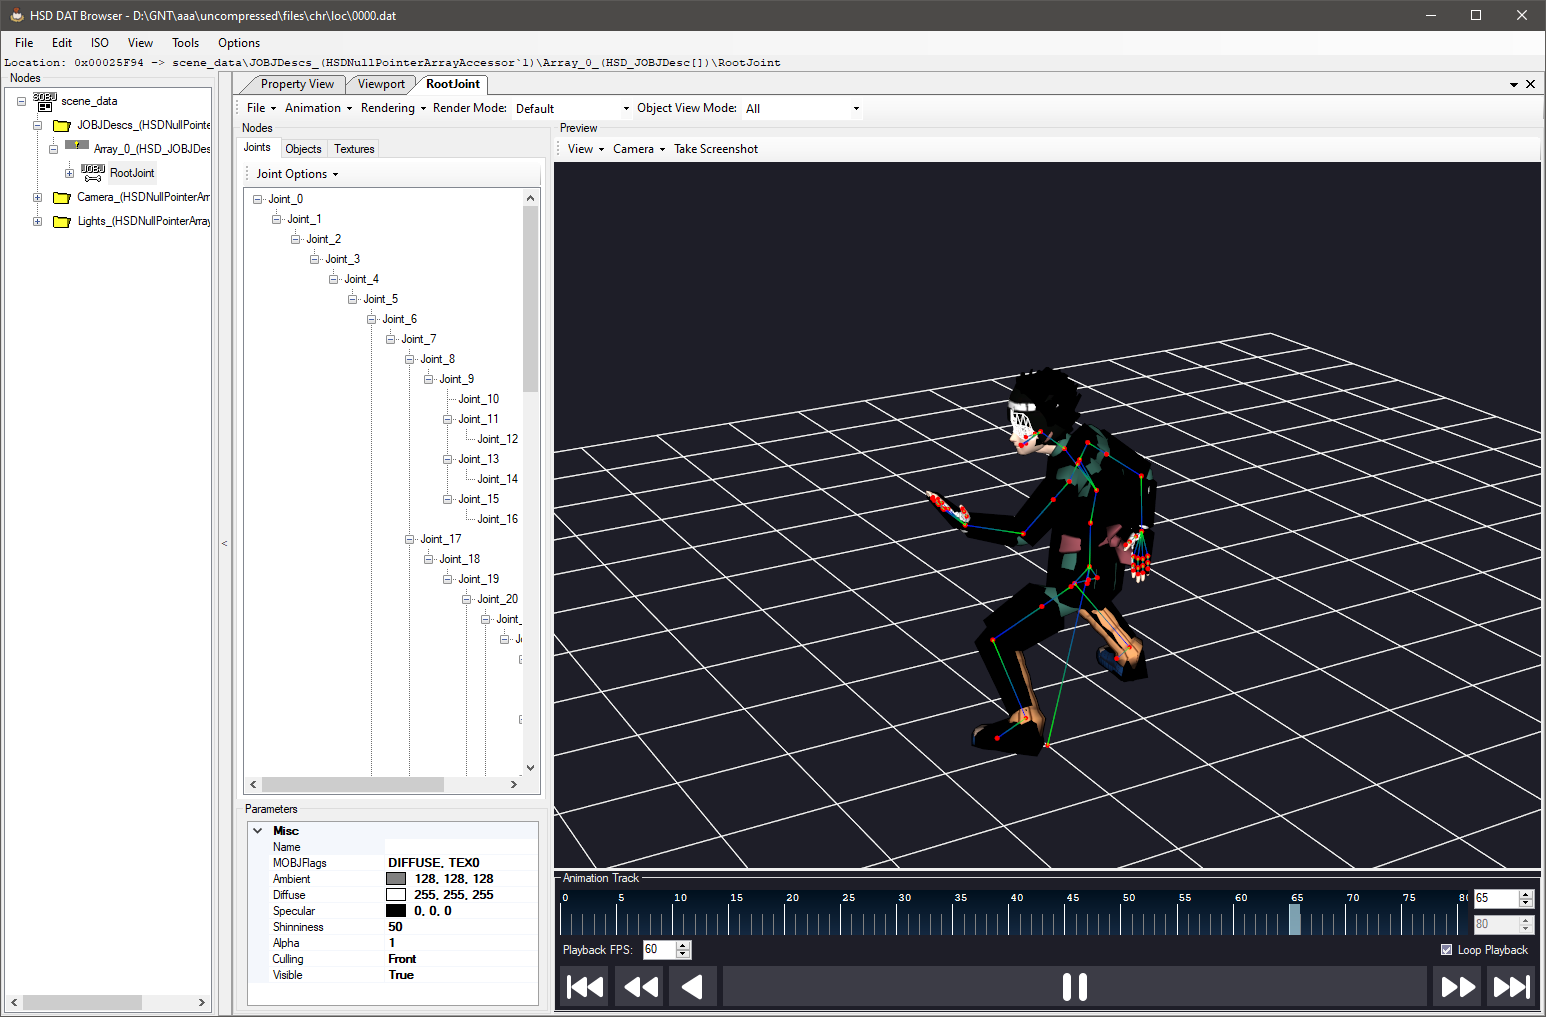 HSD DAT Browser - D:\GNT\aaa\uncompressed\files\chr\loc\0000.dat
File Edit ISO View Tools Options
Location: 0x00025F94 -> scene_data\JOBJDescs_(HSDNullPointerArrayAccessor`1)\Array_0_(HSD_JOBJDesc[])\RootJoint
Nodes
scene_data
JOBJDescs_(HSDNullPointe
Array_0_(HSD_JOBJDes
RootJoint
Camera_(HSDNullPointerArr
Lights_(HSDNullPointerArray
<
Property View Viewport RootJoint
File Animation Rendering Render Mode: Default Object View Mode: All
Nodes
Joints Objects Textures
Joint Options
Joint_0
Joint_1
Joint_2
Joint_3
Joint_4
Joint_5
Joint_6
Joint_7
Joint_8
Joint_9
Joint_10
Joint_11
Joint_12
Joint_13
Joint_14
Joint_15
Joint_16
Joint_17
Joint_18
Joint_19
Joint_20
Joint_
J
Parameters
Misc
Name
MOBJFlags DIFFUSE, TEX0
Ambient 128, 128, 128
Diffuse 255, 255, 255
Specular 0, 0, 0
Shinniness 50
Alpha 1
Culling Front
Visible True
Preview
View Camera Take Screenshot
Animation Track
0 5 10 15 20 25 30 35 40 45 50 55 60 65 70 75 80
65
80
Playback FPS: 60
Loop Playback